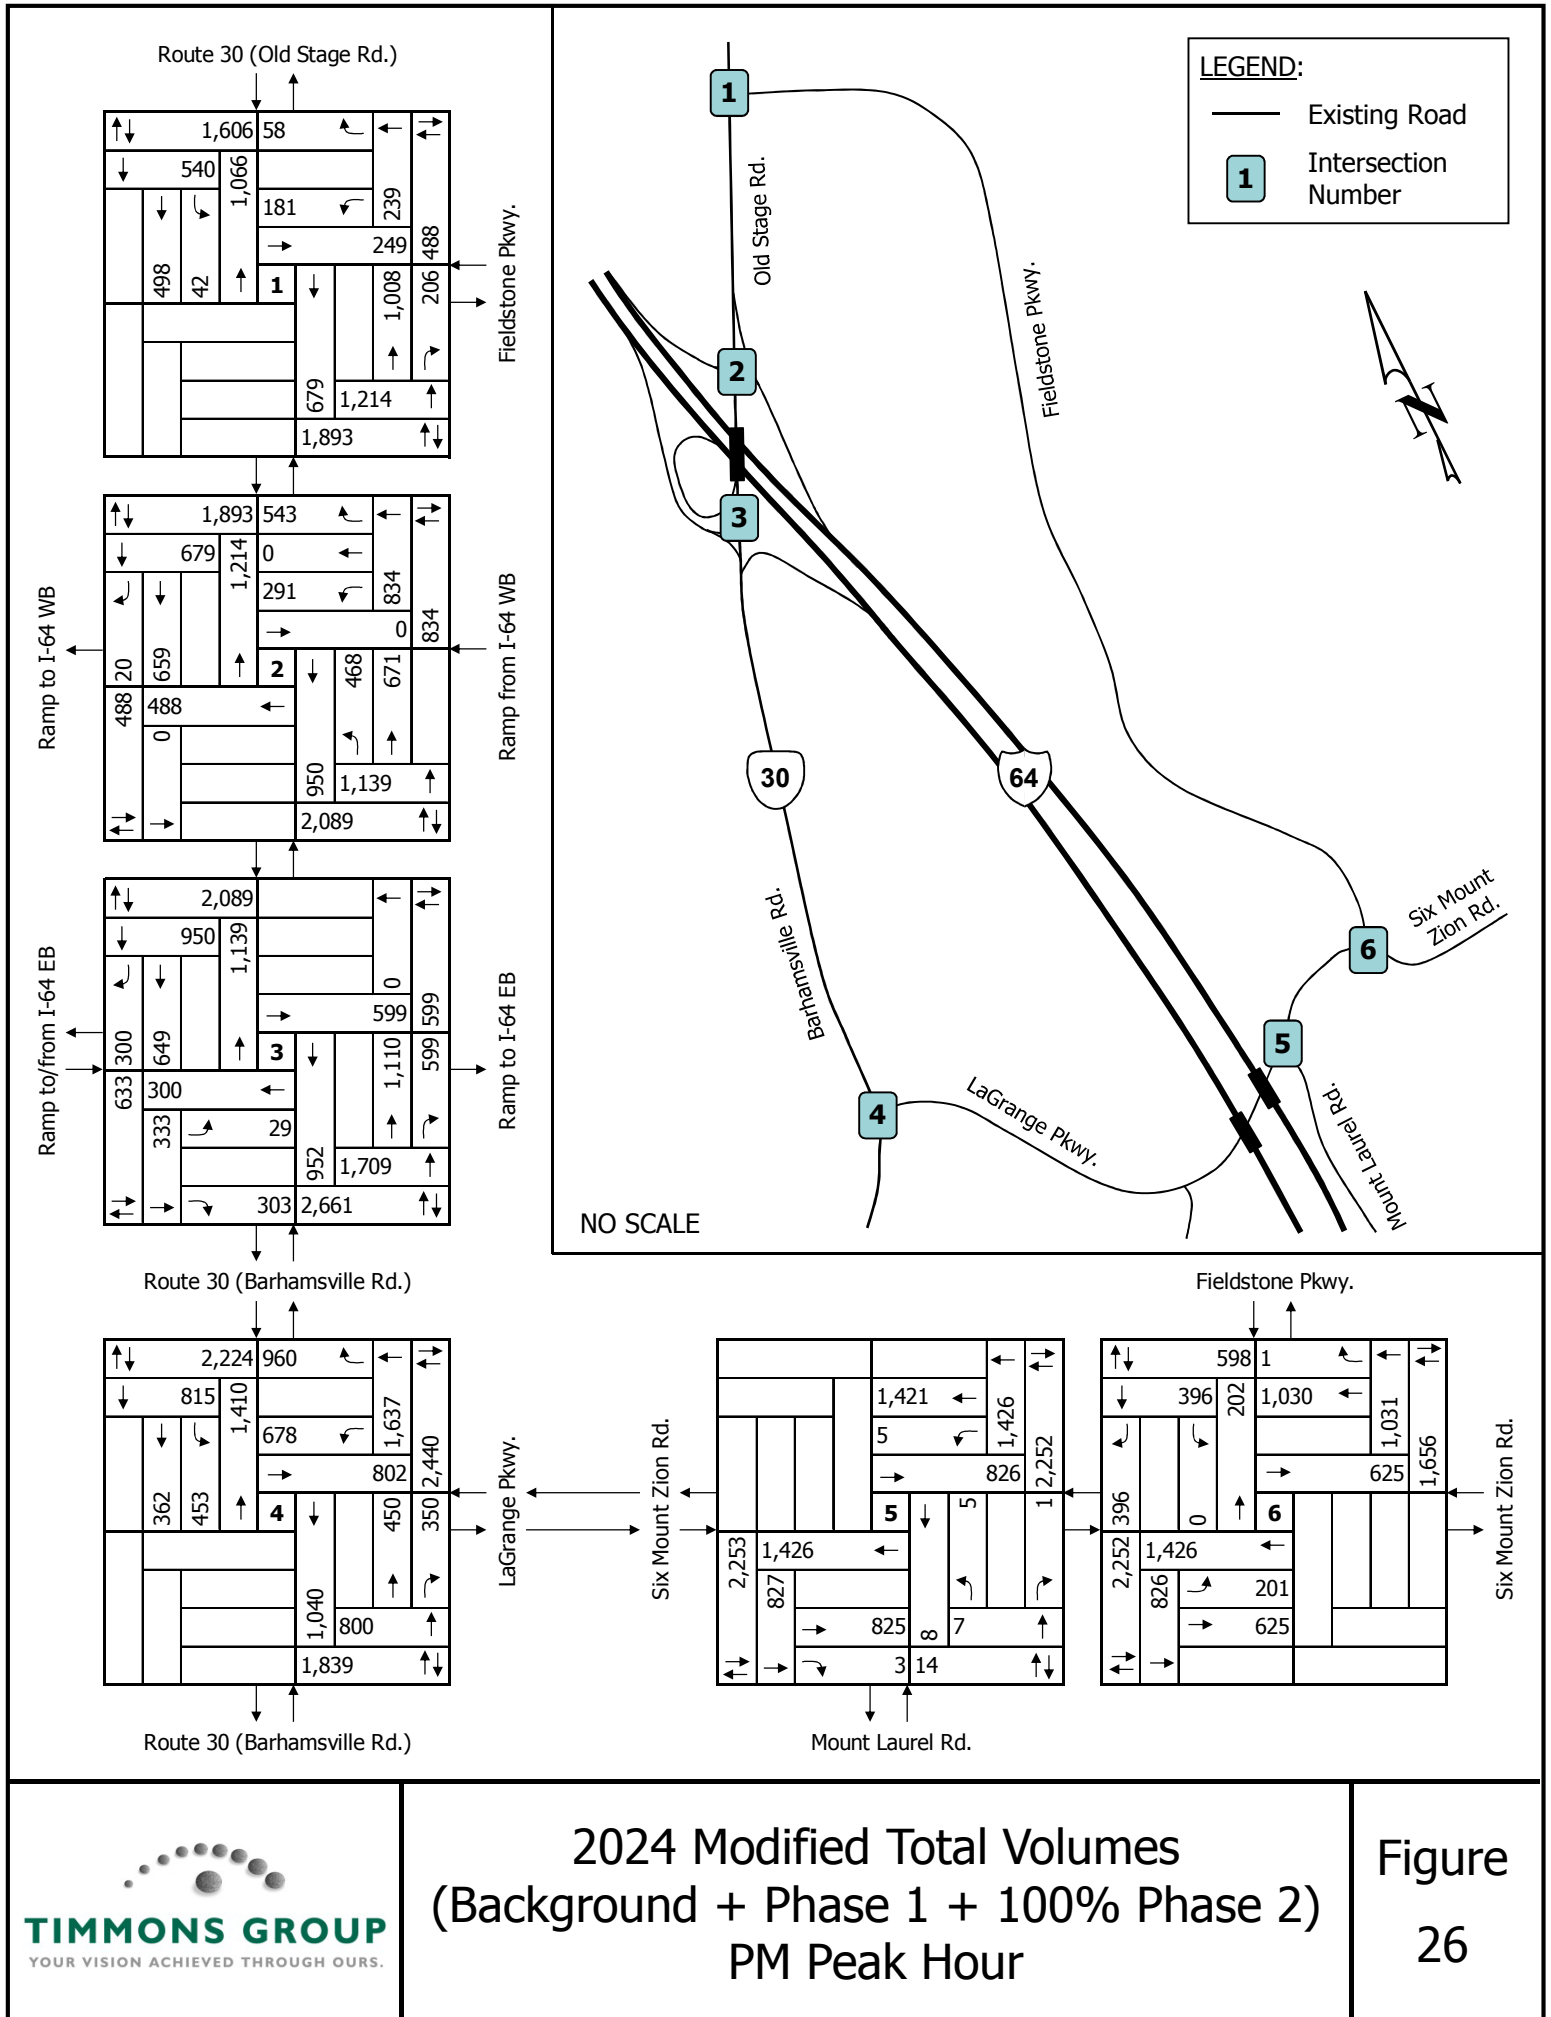 Route 30 (Old Stage Rd.)
1,606 58
540 1,066
181 239
249 488
498 42 1 1,008 206
679 1,214
1,893
Fieldstone Pkwy.
1,893 543
679 1,214 0
291 834
0 834
20 659 2 468 671
488 488
0
950 1,139
2,089
Ramp to I-64 WB
Ramp from I-64 WB
2,089
950 1,139
0
599 599
300 649 3 1,110 599
633 300
333 29
952 1,709
303 2,661
Ramp to/from I-64 EB
Ramp to I-64 EB
Route 30 (Barhamsville Rd.)
LEGEND:
Existing Road
1 Intersection
Number
1
Old Stage Rd.
Fieldstone Pkwy.
2
3
N
30
64
Barhamsville Rd.
Six Mount
Zion Rd.
6
5
4
LaGrange Pkwy.
Mount Laurel Rd.
NO SCALE
2,224 960
815 1,410
678 1,637
802 2,440
362 453 4 450 350
1,040 800
1,839
LaGrange Pkwy.
Route 30 (Barhamsville Rd.)
Six Mount Zion Rd.
1,421 1,426
5
826 2,252
5 5 1
2,253 1,426
827
825 8 7
3 14
Mount Laurel Rd.
Fieldstone Pkwy.
598 1
396 202 1,030 1,031
625 1,656
396 0 6
2,252 1,426
826 201
625
Six Mount Zion Rd.
TIMMONS GROUP
YOUR VISION ACHIEVED THROUGH OURS.
2024 Modified Total Volumes
(Background + Phase 1 + 100% Phase 2)
PM Peak Hour
Figure
26